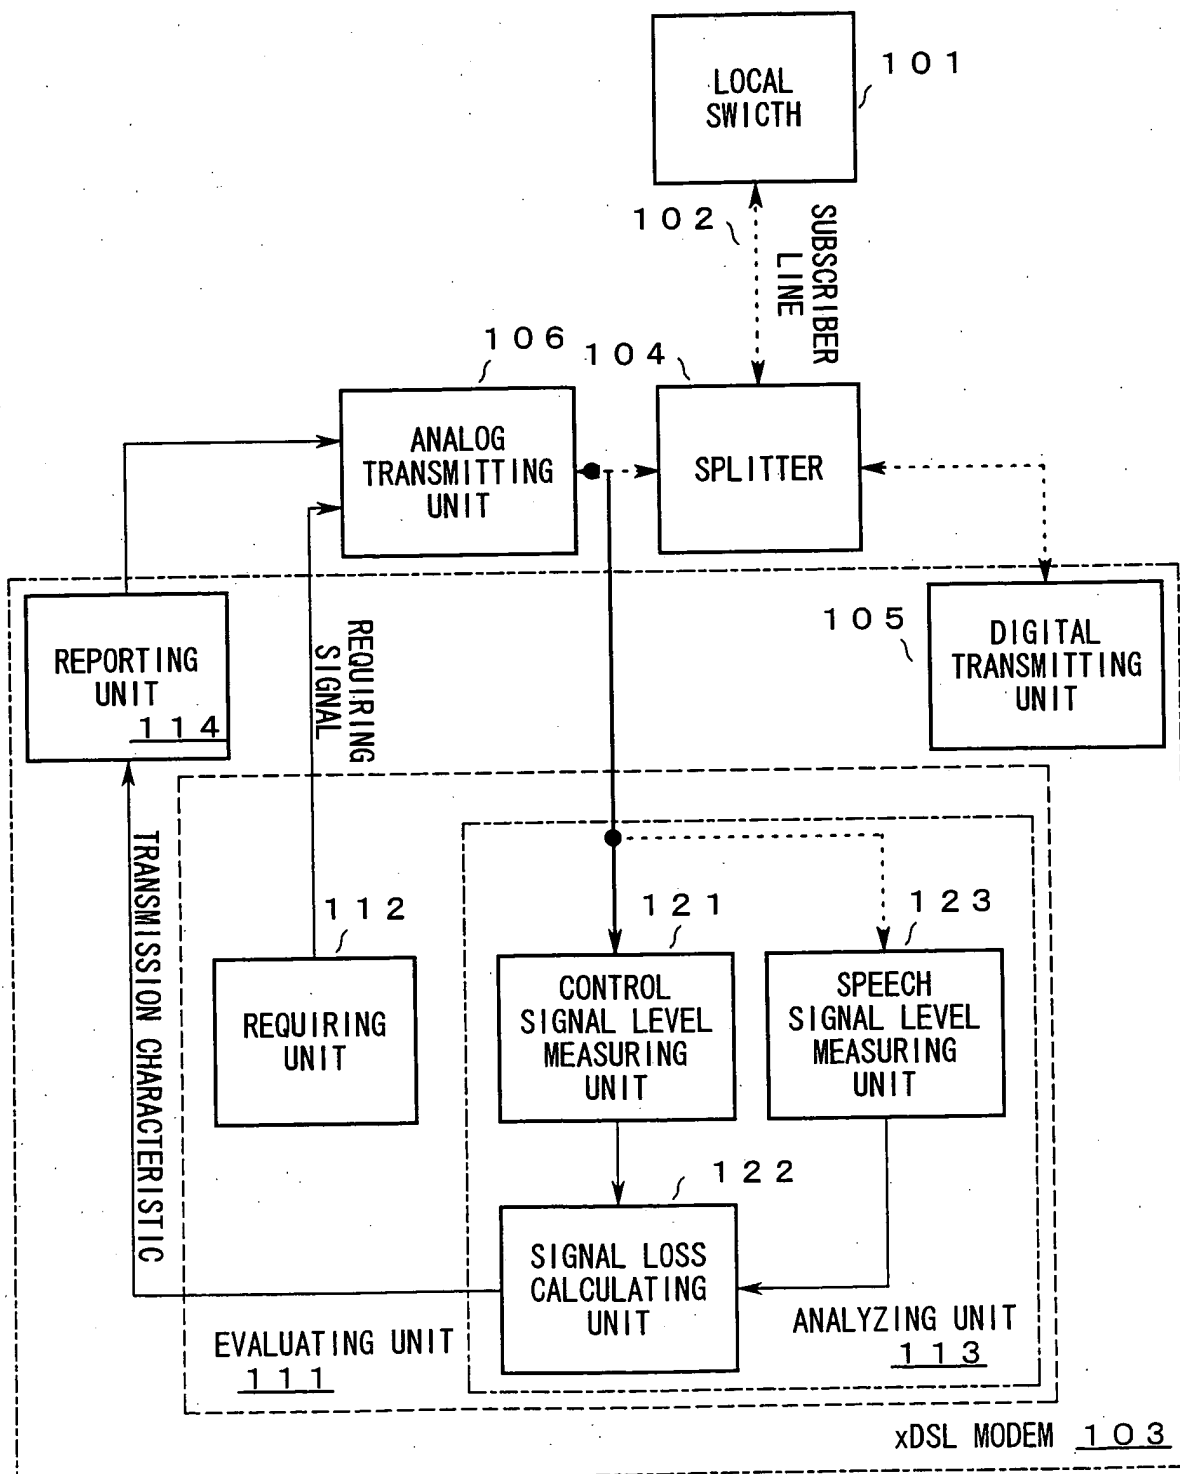 LOCAL
SWICTH
101
102
SUBSCRIBER
LINE
106
104
ANALOG
TRANSMITTING
UNIT
SPLITTER
REPORTING
UNIT
114
REQUIRING
SIGNAL
105
DIGITAL
TRANSMITTING
UNIT
TRANSMISSION CHARACTERISTIC
112
REQUIRING
UNIT
121
CONTROL
SIGNAL LEVEL
MEASURING
UNIT
123
SPEECH
SIGNAL LEVEL
MEASURING
UNIT
122
SIGNAL LOSS
CALCULATING
UNIT
EVALUATING UNIT
111
ANALYZING UNIT
113
xDSL MODEM 103